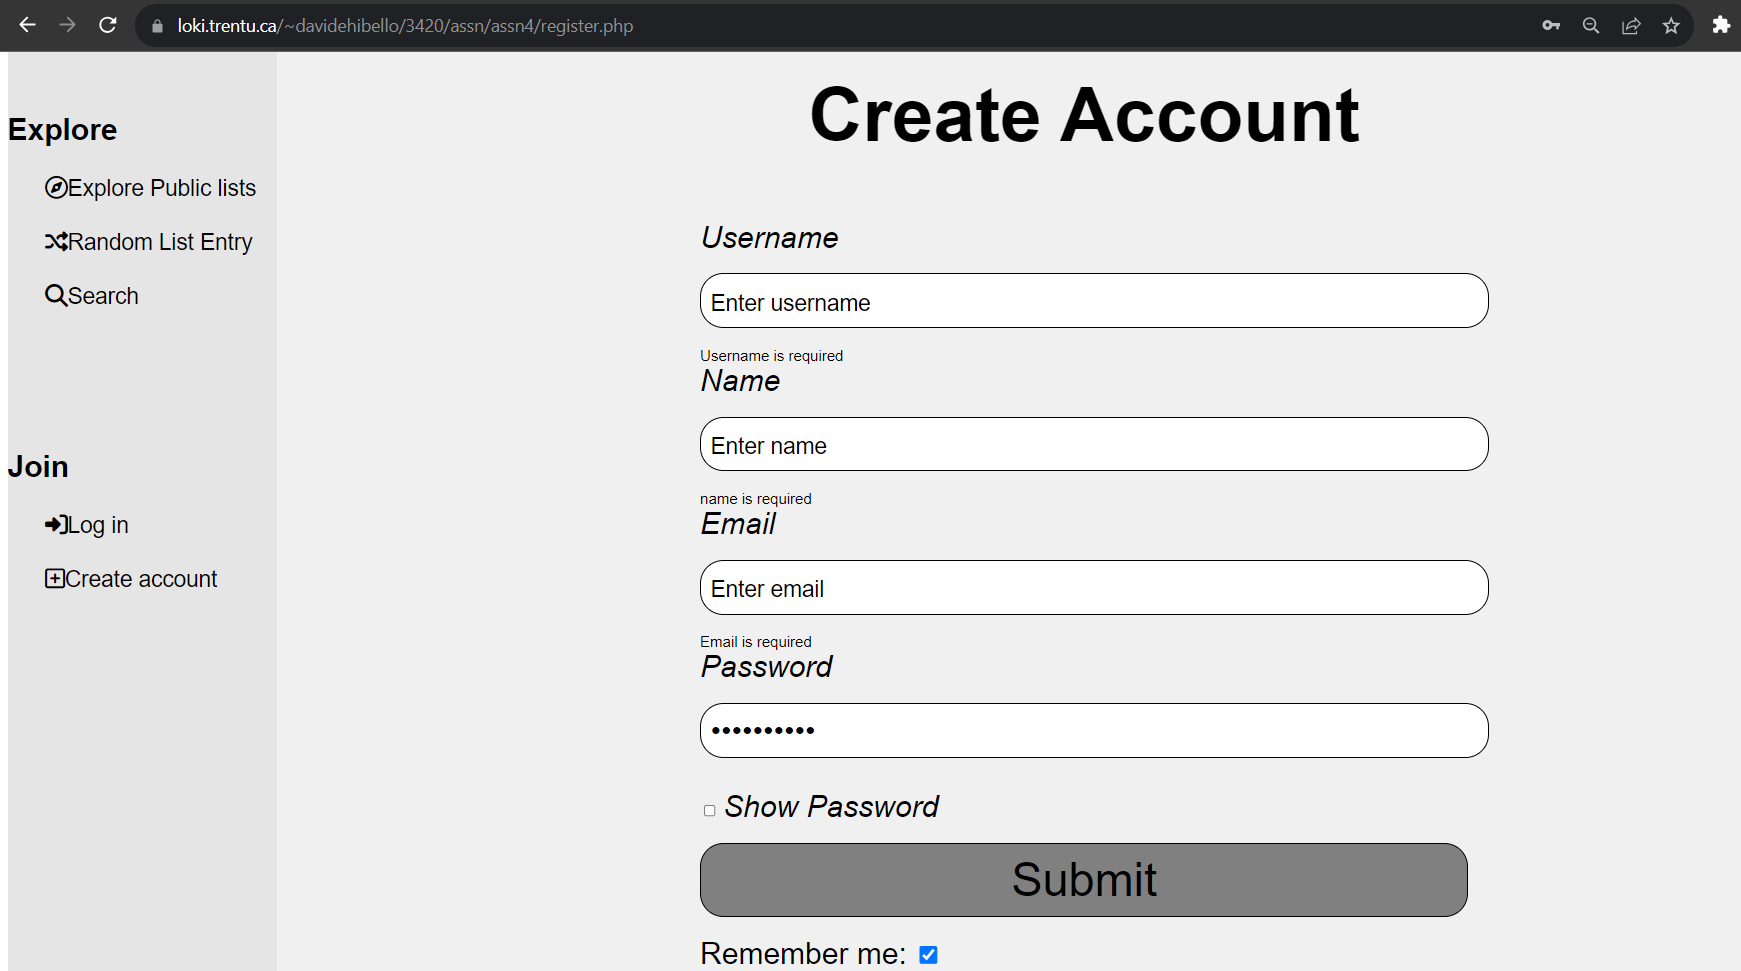 loki.trentu.ca/~davidehibello/3420/assn/assn4/register.php
Explore
Explore Public lists
Random List Entry
Search
Join
Log in
Create account
Create Account
Username
Enter username
Username is required
Name
Enter name
name is required
Email
Enter email
Email is required
Password
••••••••••
Show Password
Submit
Remember me: